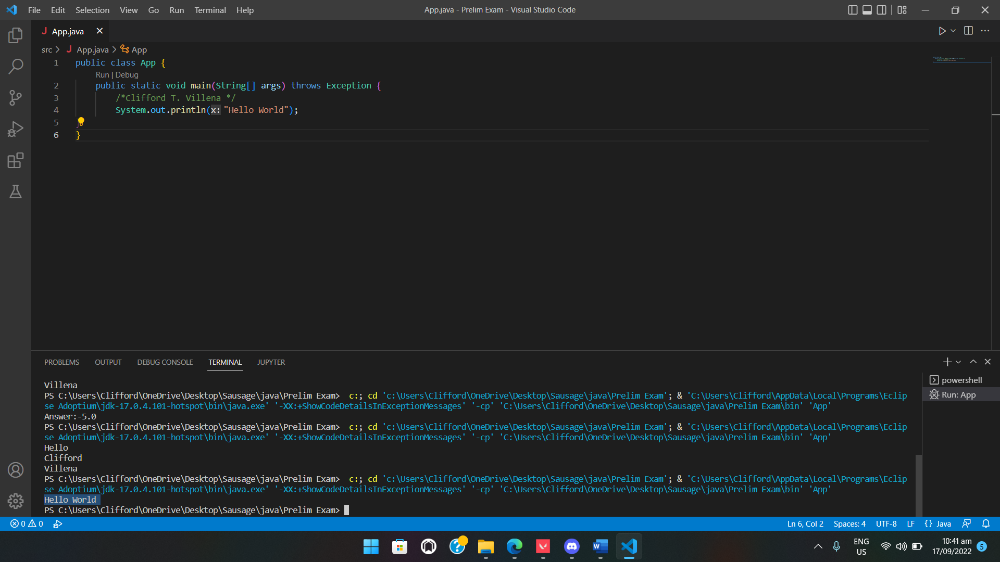 File Edit Selection View Go Run Terminal Help
App.java - Prelim Exam - Visual Studio Code
J App.java
src > J App.java > App
1 public class App {
Run | Debug
2 public static void main(String[] args) throws Exception {
3 /*Clifford T. Villena */
4 System.out.println(x: "Hello World");
5 }
6 }
PROBLEMS OUTPUT DEBUG CONSOLE TERMINAL JUPYTER
powershell
Run: App
Villena
PS C:\Users\Clifford\OneDrive\Desktop\Sausage\java\Prelim Exam>  c:; cd 'c:\Users\Clifford\OneDrive\Desktop\Sausage\java\Prelim Exam'; & 'C:\Users\Clifford\AppData\Local\Programs\Eclip
se Adoptium\jdk-17.0.4.101-hotspot\bin\java.exe' '-XX:+ShowCodeDetailsInExceptionMessages' '-cp' 'C:\Users\Clifford\OneDrive\Desktop\Sausage\java\Prelim Exam\bin' 'App'
Answer:-5.0
PS C:\Users\Clifford\OneDrive\Desktop\Sausage\java\Prelim Exam>  c:; cd 'c:\Users\Clifford\OneDrive\Desktop\Sausage\java\Prelim Exam'; & 'C:\Users\Clifford\AppData\Local\Programs\Eclip
se Adoptium\jdk-17.0.4.101-hotspot\bin\java.exe' '-XX:+ShowCodeDetailsInExceptionMessages' '-cp' 'C:\Users\Clifford\OneDrive\Desktop\Sausage\java\Prelim Exam\bin' 'App'
Hello
Clifford
Villena
PS C:\Users\Clifford\OneDrive\Desktop\Sausage\java\Prelim Exam>  c:; cd 'c:\Users\Clifford\OneDrive\Desktop\Sausage\java\Prelim Exam'; & 'C:\Users\Clifford\AppData\Local\Programs\Eclip
se Adoptium\jdk-17.0.4.101-hotspot\bin\java.exe' '-XX:+ShowCodeDetailsInExceptionMessages' '-cp' 'C:\Users\Clifford\OneDrive\Desktop\Sausage\java\Prelim Exam\bin' 'App'
Hello World
PS C:\Users\Clifford\OneDrive\Desktop\Sausage\java\Prelim Exam>
0 0 Ln 6, Col 2 Spaces: 4 UTF-8 LF {} Java
ENG 10:41 am
US 17/09/2022 5